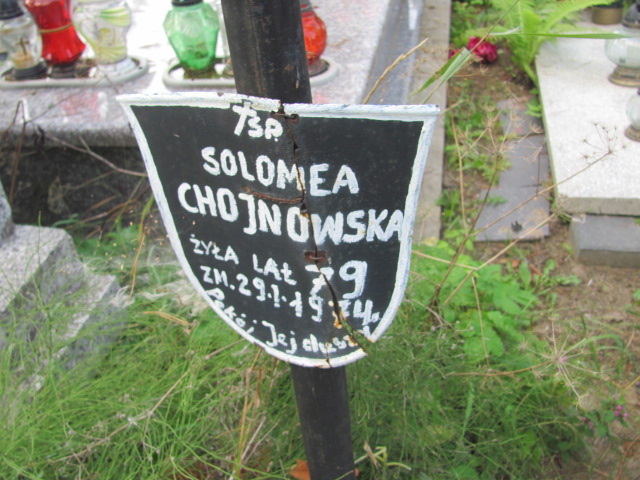 †ŚP
SOLOMEA
CHOJNOWSKA
ŻYŁA LAT 79
ZM. 29.1.1974.
Pokój Jej duszy